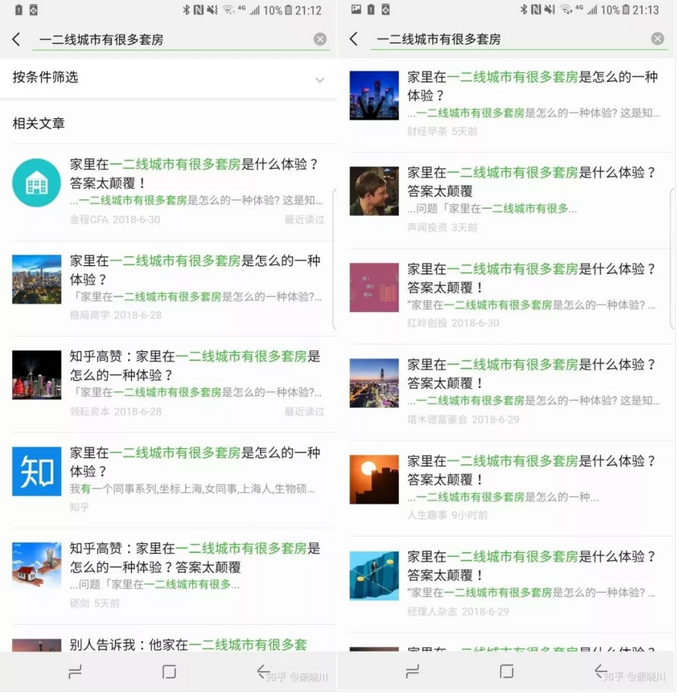 4G 10% 21:12
一二线城市有很多套房
按条件筛选
相关文章
家里在一二线城市有很多套房是什么体验？
答案太颠覆！
...一二线城市有很多套房是怎么的一种体验? 这是知...
金程CFA 2018-6-30 最近读过
家里在一二线城市有很多套房是怎么的一种
体验？
「家里在一二线城市有很多套房是怎么的一种体验?...
格局商学 2018-6-28
知乎高赞：家里在一二线城市有很多套房是
怎么的一种体验？
「家里在一二线城市有很多套房是怎么的一种体验?...
领耘资本 2018-6-28 最近读过
知
家里在一二线城市有很多套房是怎么的一种
体验？
我有一个同事系列,坐标上海,女同事,上海人,生物硕...
知乎
知乎高赞：家里在一二线城市有很多套房是
怎么的一种体验？答案太颠覆
...问题「家里在一二线城市有很多...
砺剑 5天前
别人告诉我：他家在一二线城市有很多套
知乎 @顾晓川
4G 10% 21:13
一二线城市有很多套房
家里在一二线城市有很多套房是怎么的一种
体验？
...一二线城市有很多套房是怎么的一种体验? 这是知...
财经早茶 5天前
家里在一二线城市有很多套房是什么体验？
答案太颠覆
...问题「家里在一二线城市有很多...
声闻投资 3天前
家里在一二线城市有很多套房是什么体验？
答案太颠覆！
"家里在一二线城市有很多套房是怎么的一种体验? ...
红岭创投 2018-6-30
家里在一二线城市有很多套房是什么体验？
答案太颠覆！
...一二线城市有很多套房是怎么的一种体验? 这是知...
塔木德富豪会 2018-6-29
家里在一二线城市有很多套房是什么体验？
答案太颠覆！
...一二线城市有很多套房是怎么的一种...
人生趣事 9小时前
家里在一二线城市有很多套房是什么体验？
答案太颠覆！
"家里在一二线城市有很多套房是怎么的一种体验? ...
经理人杂志 2018-6-29
家里在一二线城市有很多套房是什么体验？
知乎 @顾晓川